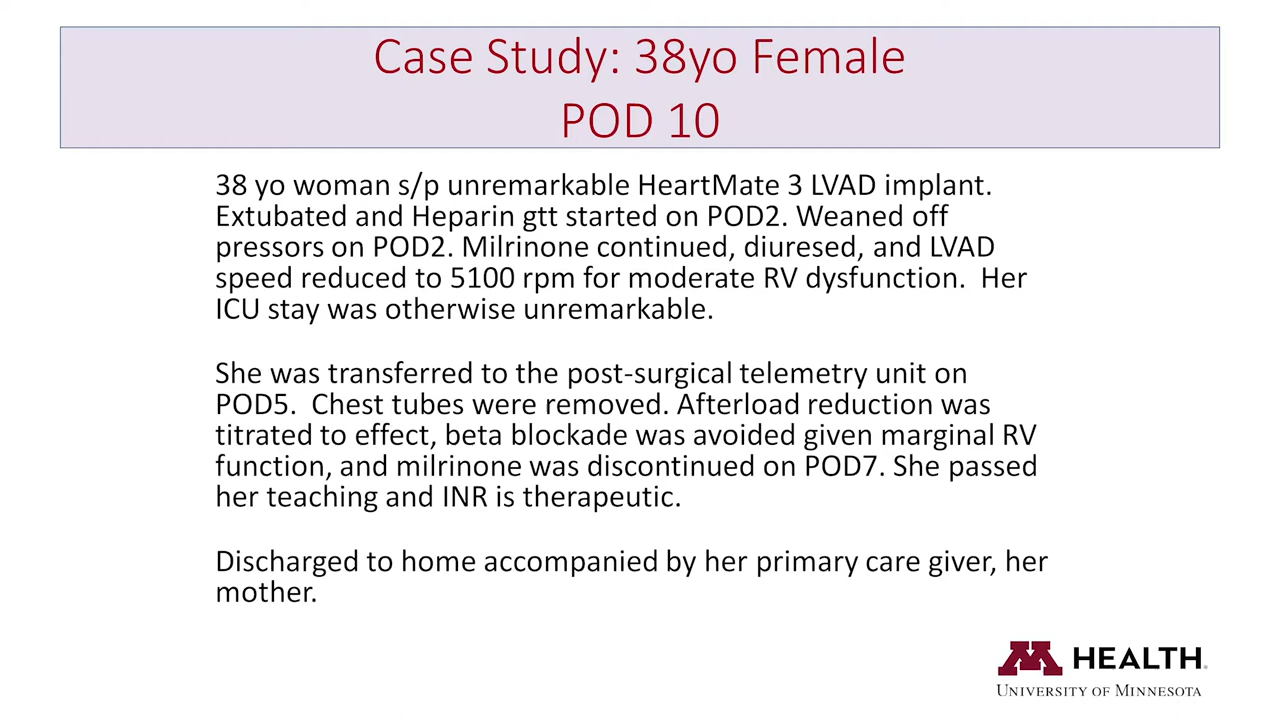 Case Study: 38yo Female
POD 10
38 yo woman s/p unremarkable HeartMate 3 LVAD implant.
Extubated and Heparin gtt started on POD2. Weaned off
pressors on POD2. Milrinone continued, diuresed, and LVAD
speed reduced to 5100 rpm for moderate RV dysfunction.  Her
ICU stay was otherwise unremarkable.
She was transferred to the post-surgical telemetry unit on
POD5.  Chest tubes were removed. Afterload reduction was
titrated to effect, beta blockade was avoided given marginal RV
function, and milrinone was discontinued on POD7. She passed
her teaching and INR is therapeutic.
Discharged to home accompanied by her primary care giver, her
mother.
M HEALTH
UNIVERSITY OF MINNESOTA